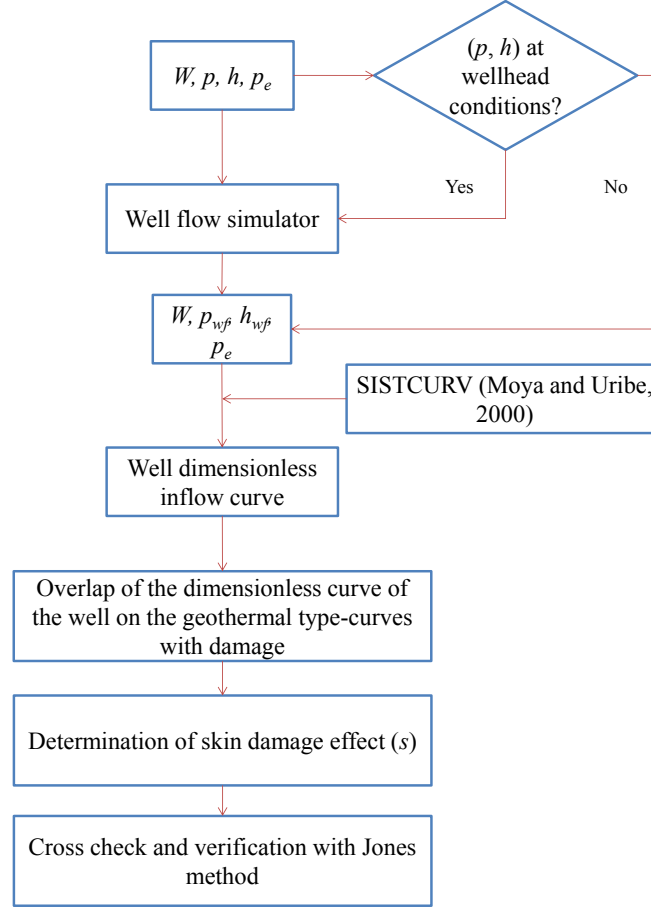 W, p, h, pₑ
(p, h) at
wellhead
conditions?
Yes
No
Well flow simulator
W, p_wf, h_wf,
pₑ
SISTCURV (Moya and Uribe,
2000)
Well dimensionless
inflow curve
Overlap of the dimensionless curve of
the well on the geothermal type-curves
with damage
Determination of skin damage effect (s)
Cross check and verification with Jones
method